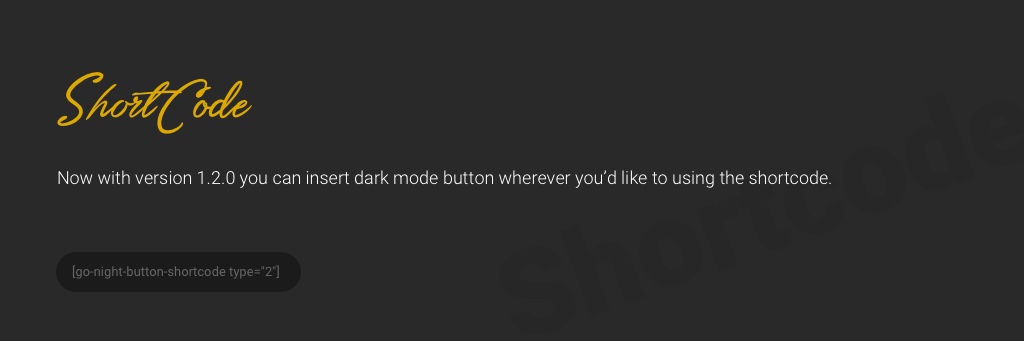 ShortCode
Now with version 1.2.0 you can insert dark mode button wherever you'd like to using the shortcode.
[go-night-button-shortcode type="2"]
Shortcode